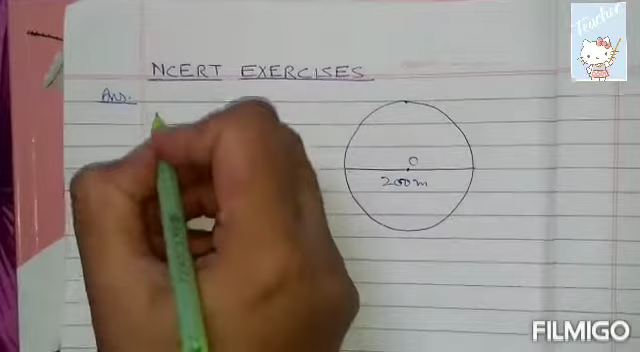 Teacher
NCERT EXERCISES
Ans.
O
200m
FILMIGO